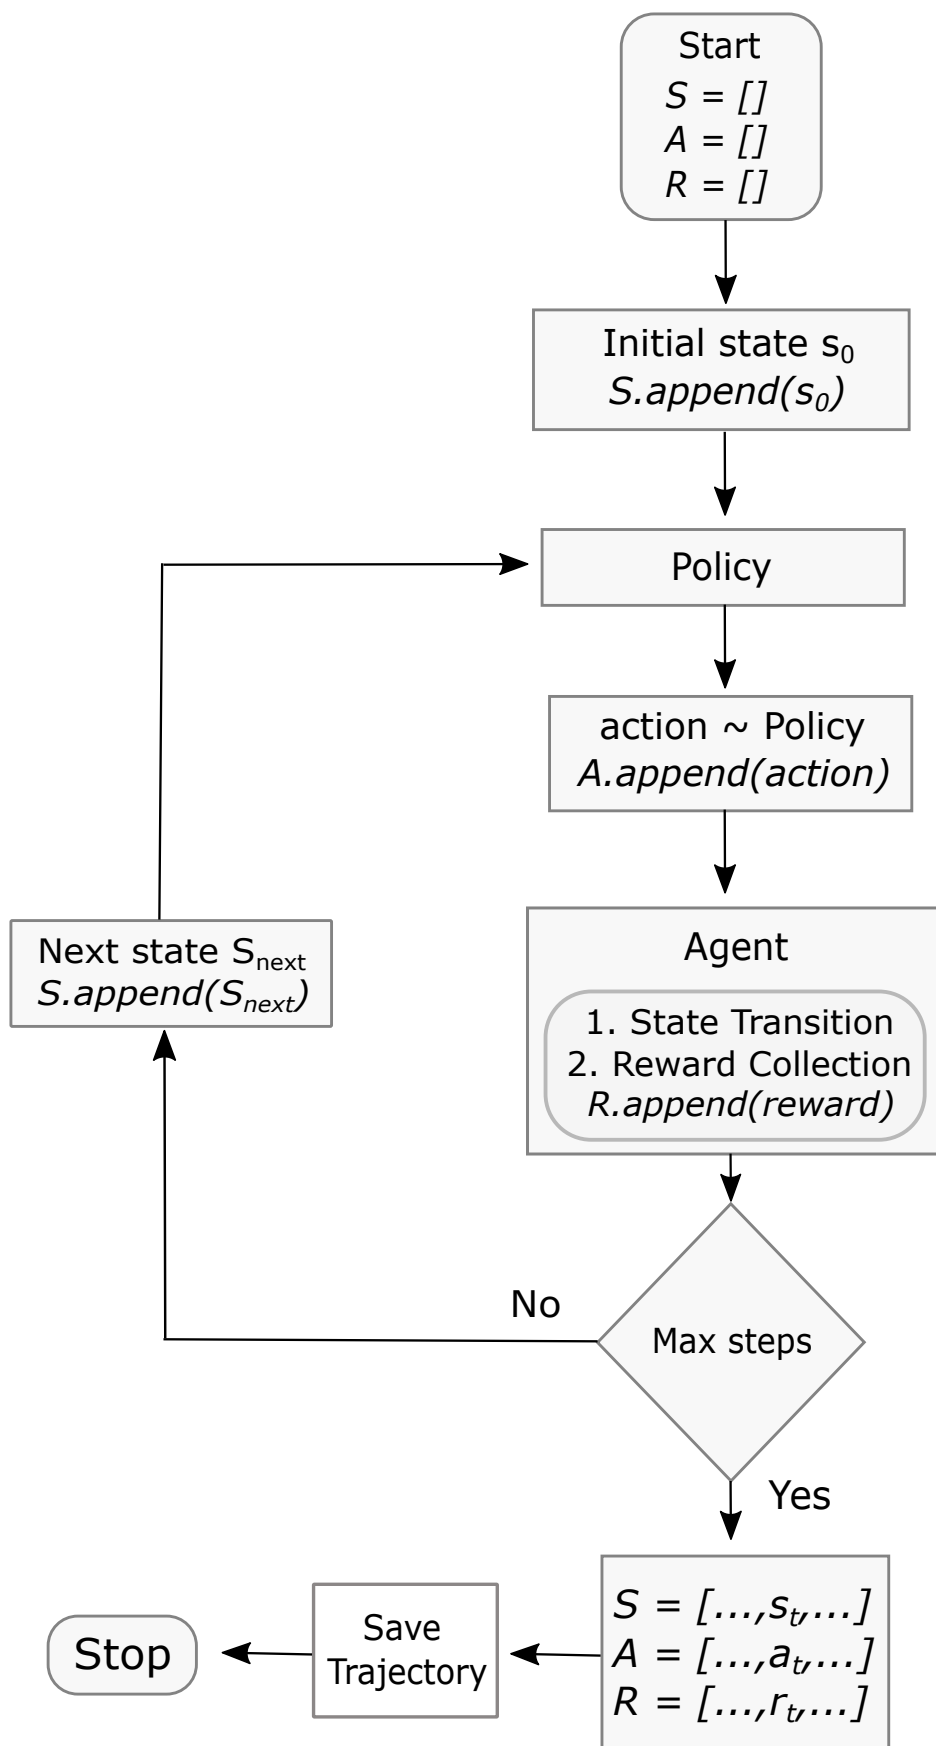 Start
S = []
A = []
R = []
Initial state s0
S.append(s0)
Policy
action ~ Policy
A.append(action)
Agent
1. State Transition
2. Reward Collection
R.append(reward)
Next state Snext
S.append(Snext)
No
Max steps
Yes
S = [...,st,...]
A = [...,at,...]
R = [...,rt,...]
Save
Trajectory
Stop